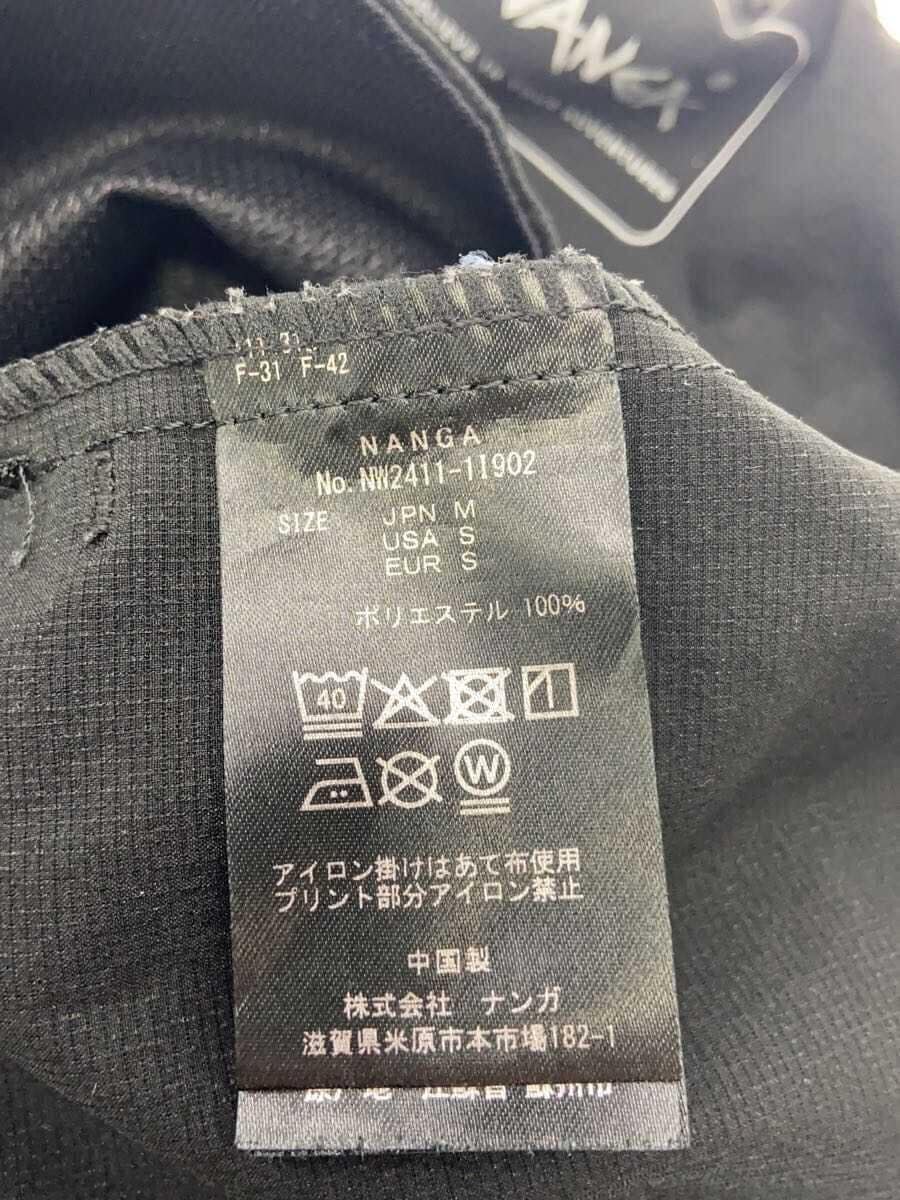 NANGA
F-31 F-42
NANGA
No.NW2411-11902
SIZE JPN M
USA S
EUR S
ポリエステル 100%
40
W
アイロン掛けはあて布使用
プリント部分アイロン禁止
中国製
株式会社 ナンガ
滋賀県米原市本市場182-1